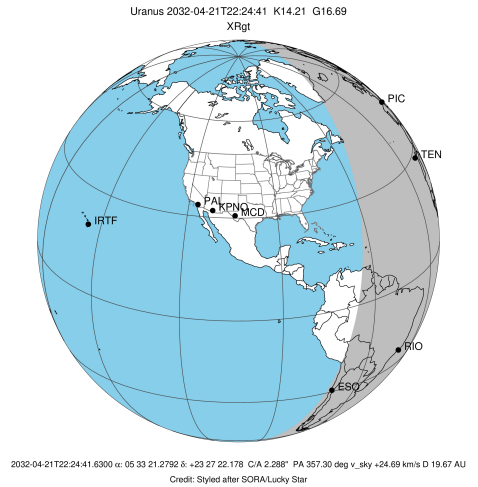 Uranus 2032-04-21T22:24:41 K14.21 G16.69
XRgt
PIC
TEN
PAL
KPNO
MCD
IRTF
RIO
ESO
2032-04-21T22:24:41.6300 α: 05 33 21.2792 δ: +23 27 22.178 C/A 2.288" PA 357.30 deg v_sky +24.69 km/s D 19.67 AU
Credit: Styled after SORA/Lucky Star